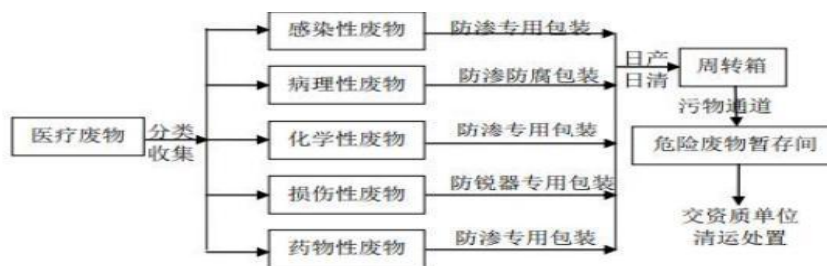 感染性废物
防渗专用包装
病理性废物
防渗防腐包装
日产
日清
周转箱
污物通道
医疗废物
分类
收集
化学性废物
防渗专用包装
危险废物暂存间
损伤性废物
防锐器专用包装
交资质单位
清运处置
药物性废物
防渗专用包装